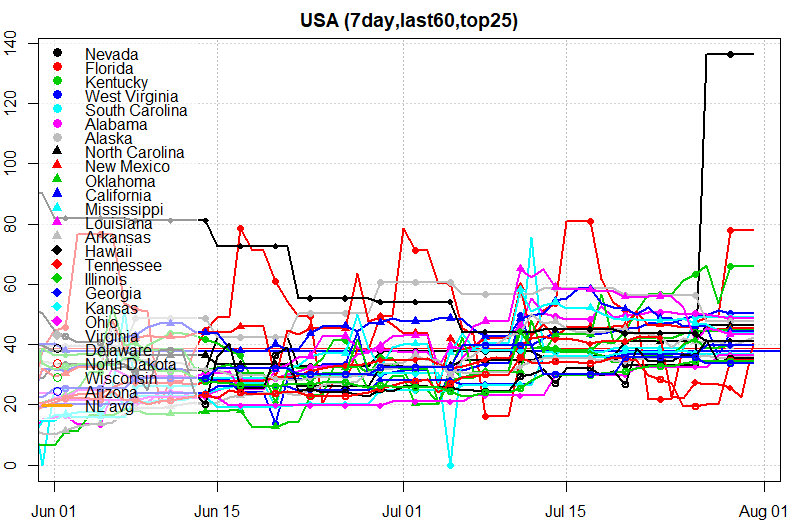 USA (7day,last60,top25)
140
120
100
80
60
40
20
0
Nevada
Florida
Kentucky
West Virginia
South Carolina
Alabama
Alaska
North Carolina
New Mexico
Oklahoma
California
Mississippi
Louisiana
Arkansas
Hawaii
Tennessee
Illinois
Georgia
Kansas
Ohio
Virginia
Delaware
North Dakota
Wisconsin
Arizona
NL avg
Jun 01
Jun 15
Jul 01
Jul 15
Aug 01